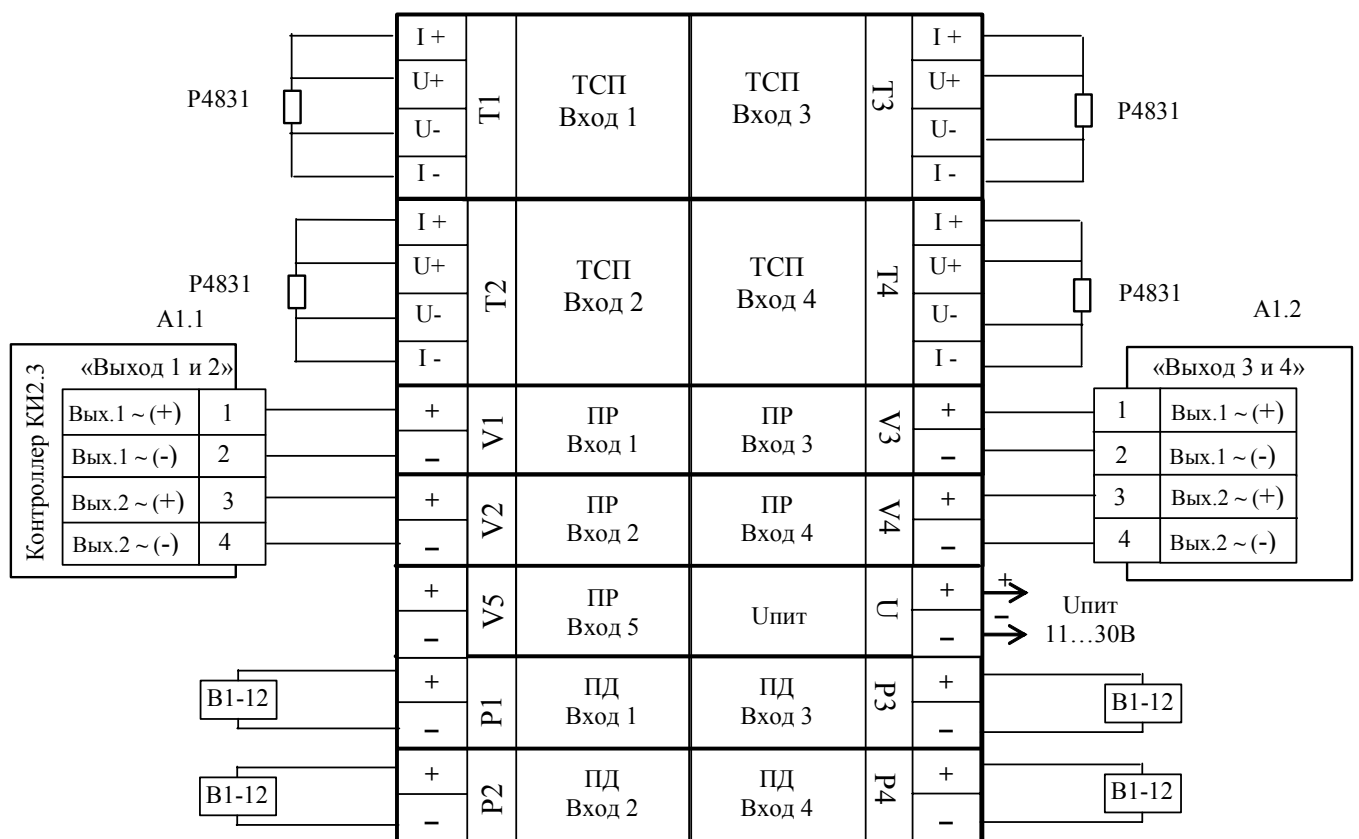 I +
U+
U-
I -
T1
ТСП
Вход 1
ТСП
Вход 3
T3
I +
U+
U-
I -
P4831
P4831
I +
U+
U-
I -
T2
ТСП
Вход 2
ТСП
Вход 4
T4
I +
U+
U-
I -
P4831
P4831
A1.1
Контроллер КИ2.3
«Выход 1 и 2»
Вых.1 ~ (+) 1
Вых.1 ~ (-) 2
Вых.2 ~ (+) 3
Вых.2 ~ (-) 4
A1.2
«Выход 3 и 4»
1 Вых.1 ~ (+)
2 Вых.1 ~ (-)
3 Вых.2 ~ (+)
4 Вых.2 ~ (-)
+
–
V1
ПР
Вход 1
ПР
Вход 3
V3
+
–
+
–
V2
ПР
Вход 2
ПР
Вход 4
V4
+
–
+
–
V5
ПР
Вход 5
Uпит
U
+
–
+
–
Uпит
11…30В
B1-12
+
–
P1
ПД
Вход 1
ПД
Вход 3
P3
+
–
B1-12
B1-12
+
–
P2
ПД
Вход 2
ПД
Вход 4
P4
+
–
B1-12